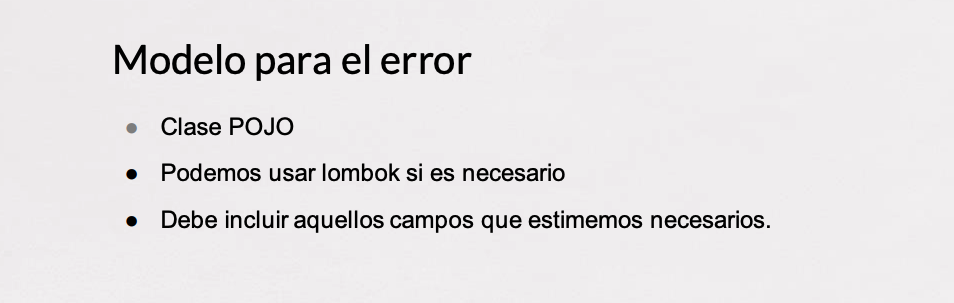 Modelo para el error
● Clase POJO
● Podemos usar lombok si es necesario
● Debe incluir aquellos campos que estimemos necesarios.